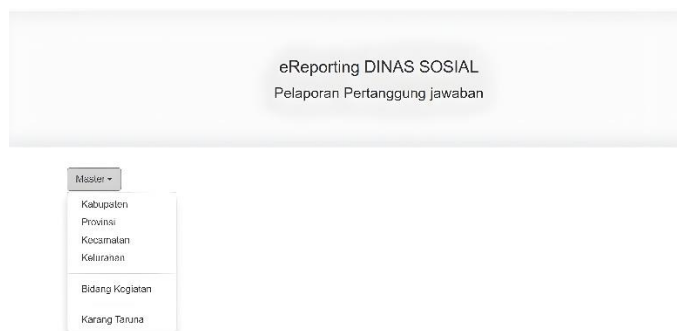 eReporting DINAS SOSIAL
Pelaporan Pertanggung jawaban
Master
Kabupaten
Provinsi
Kecamatan
Kelurahan
Bidang Kegiatan
Karang Taruna